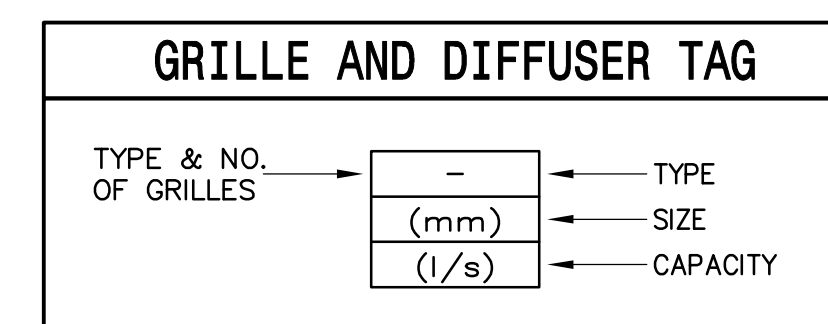 GRILLE AND DIFFUSER TAG
TYPE & NO.
OF GRILLES
-
TYPE
(mm)
SIZE
(l/s)
CAPACITY